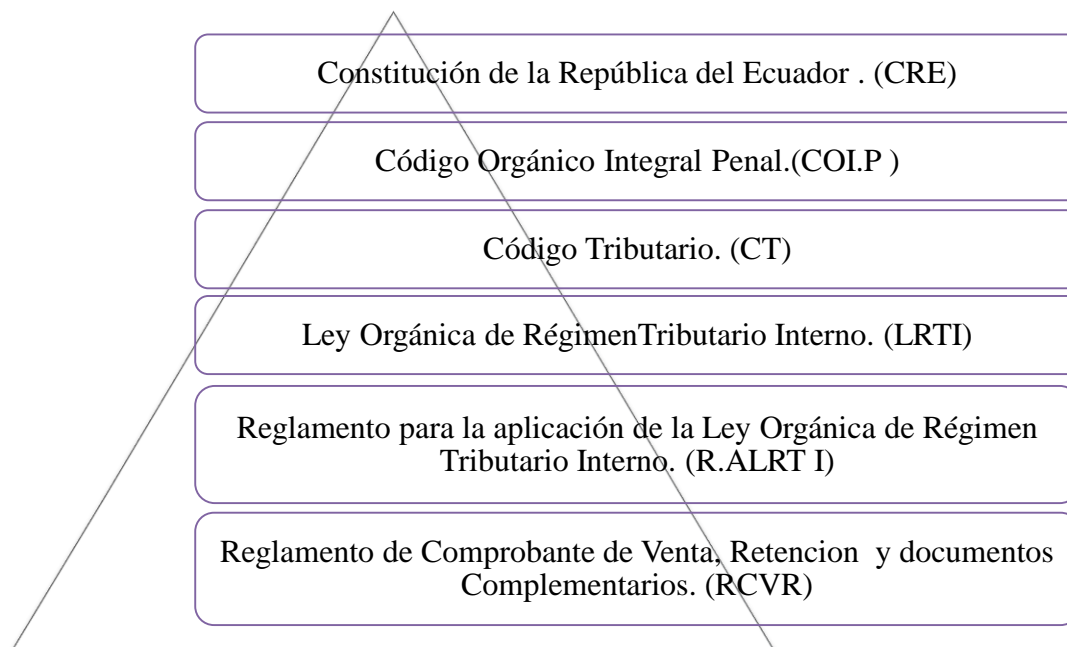 Constitución de la República del Ecuador . (CRE)
Código Orgánico Integral Penal.(COI.P )
Código Tributario. (CT)
Ley Orgánica de RégimenTributario Interno. (LRTI)
Reglamento para la aplicación de la Ley Orgánica de Régimen
Tributario Interno. (R.ALRT I)
Reglamento de Comprobante de Venta, Retencion  y documentos
Complementarios. (RCVR)